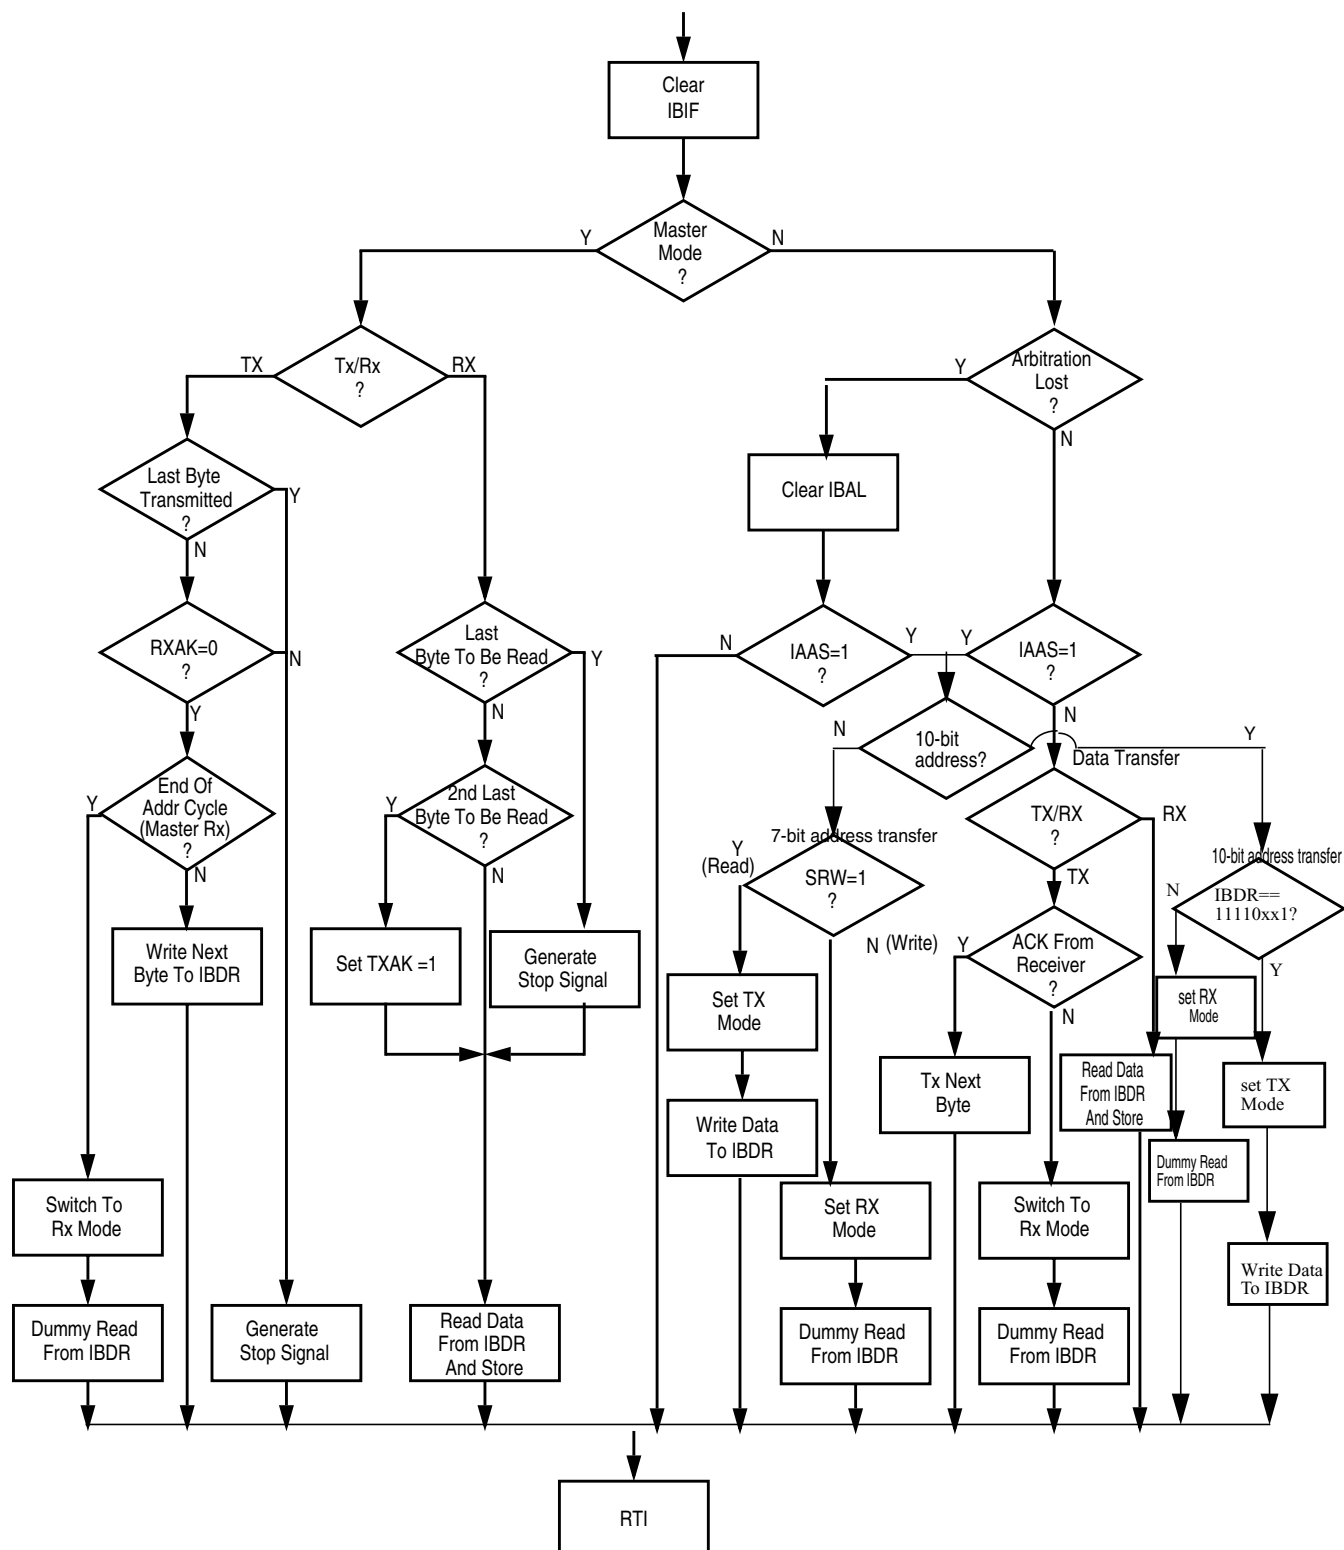 Clear
IBIF
Master
Mode
?
Y
N
Tx/Rx
?
TX
RX
Arbitration
Lost
?
Y
N
Last Byte
Transmitted
?
Y
N
Clear IBAL
RXAK=0
?
N
Y
Last
Byte To Be Read
?
Y
N
IAAS=1
?
N
Y
IAAS=1
?
Y
N
10-bit
address?
N
Y
Data Transfer
End Of
Addr Cycle
(Master Rx)
?
Y
N
2nd Last
Byte To Be Read
?
Y
N
TX/RX
?
RX
TX
7-bit address transfer
Y
(Read)
SRW=1
?
N (Write)
10-bit address transfer
IBDR==
11110xx1?
N
Y
Write Next
Byte To IBDR
Set TXAK =1
Generate
Stop Signal
ACK From
Receiver
?
Y
N
Set TX
Mode
set RX
Mode
Tx Next
Byte
Read Data
From IBDR
And Store
set TX
Mode
Write Data
To IBDR
Dummy Read
From IBDR
Switch To
Rx Mode
Set RX
Mode
Switch To
Rx Mode
Write Data
To IBDR
Dummy Read
From IBDR
Generate
Stop Signal
Read Data
From IBDR
And Store
Dummy Read
From IBDR
Dummy Read
From IBDR
RTI